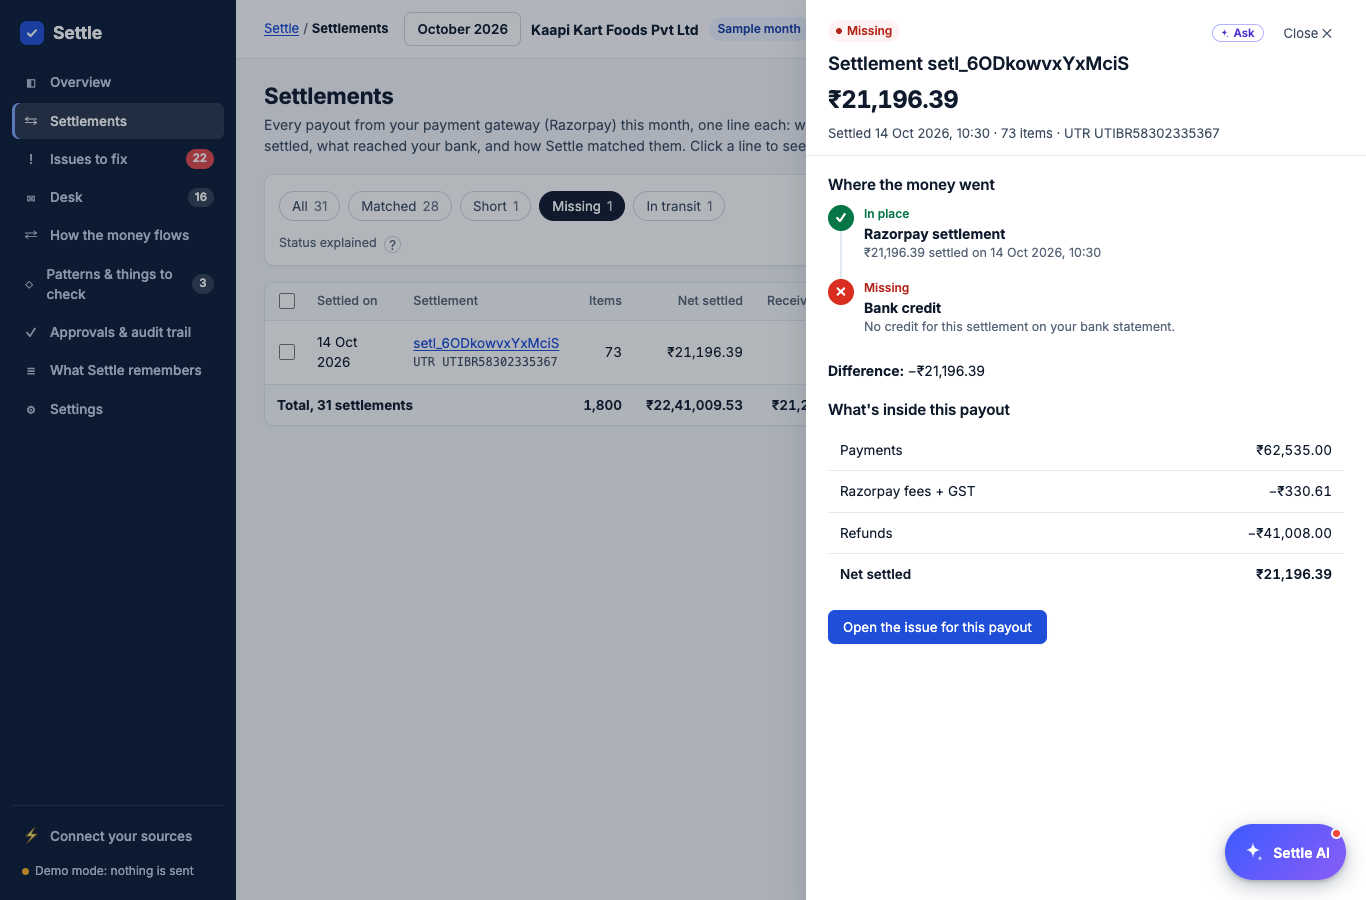 Settle
Overview
Settlements
Issues to fix 22
Desk 16
How the money flows
Patterns & things to
check 3
Approvals & audit trail
What Settle remembers
Settings
Connect your sources
Demo mode: nothing is sent
Settle / Settlements October 2026 Kaapi Kart Foods Pvt Ltd Sample month
Settlements
Every payout from your payment gateway (Razorpay) this month, one line each: w
settled, what reached your bank, and how Settle matched them. Click a line to see
All 31 Matched 28 Short 1 Missing 1 In transit 1
Status explained ?
Settled on Settlement Items Net settled Receiv
14 Oct
2026
setl_6ODkowvxYxMciS
UTR UTIBR58302335367
73 ₹21,196.39
Total, 31 settlements 1,800 ₹22,41,009.53 ₹21,2
Missing
Ask Close
Settlement setl_6ODkowvxYxMciS
₹21,196.39
Settled 14 Oct 2026, 10:30 · 73 items · UTR UTIBR58302335367
Where the money went
In place
Razorpay settlement
₹21,196.39 settled on 14 Oct 2026, 10:30
Missing
Bank credit
No credit for this settlement on your bank statement.
Difference: −₹21,196.39
What's inside this payout
Payments ₹62,535.00
Razorpay fees + GST −₹330.61
Refunds −₹41,008.00
Net settled ₹21,196.39
Open the issue for this payout
Settle AI